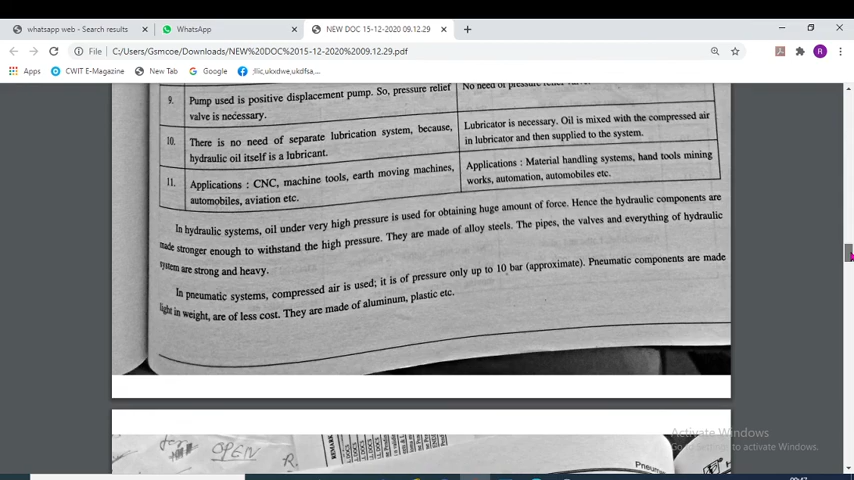 whatsapp web - Search results
WhatsApp
NEW DOC 15-12-2020 09.12.29
File
C:/Users/Gsmcoe/Downloads/NEW%20DOC%2015-12-2020%2009.12.29.pdf
Apps
CWIT E-Magazine
New Tab
Google
;llic,ukxdwe,ukdfsa,...
9.
Pump used is positive displacement pump. So, pressure relief
valve is necessary.
No need of pressure
10.
There is no need of separate lubrication system, because,
hydraulic oil itself is a lubricant.
Lubricator is necessary. Oil is mixed with the compressed air
in lubricator and then supplied to the system.
11.
Applications : CNC, machine tools, earth moving machines,
automobiles, aviation etc.
Applications : Material handling systems, hand tools mining
works, automation, automobiles etc.
In hydraulic systems, oil under very high pressure is used for obtaining huge amount of force. Hence the hydraulic components are
made stronger enough to withstand the high pressure. They are made of alloy steels. The pipes, the valves and everything of hydraulic
system are strong and heavy.
In pneumatic systems, compressed air is used; it is of pressure only up to 10 bar (approximate). Pneumatic components are made
light in weight, are of less cost. They are made of aluminum, plastic etc.
OPEN
R.
Activate Windows
Go to Settings to activate Windows.